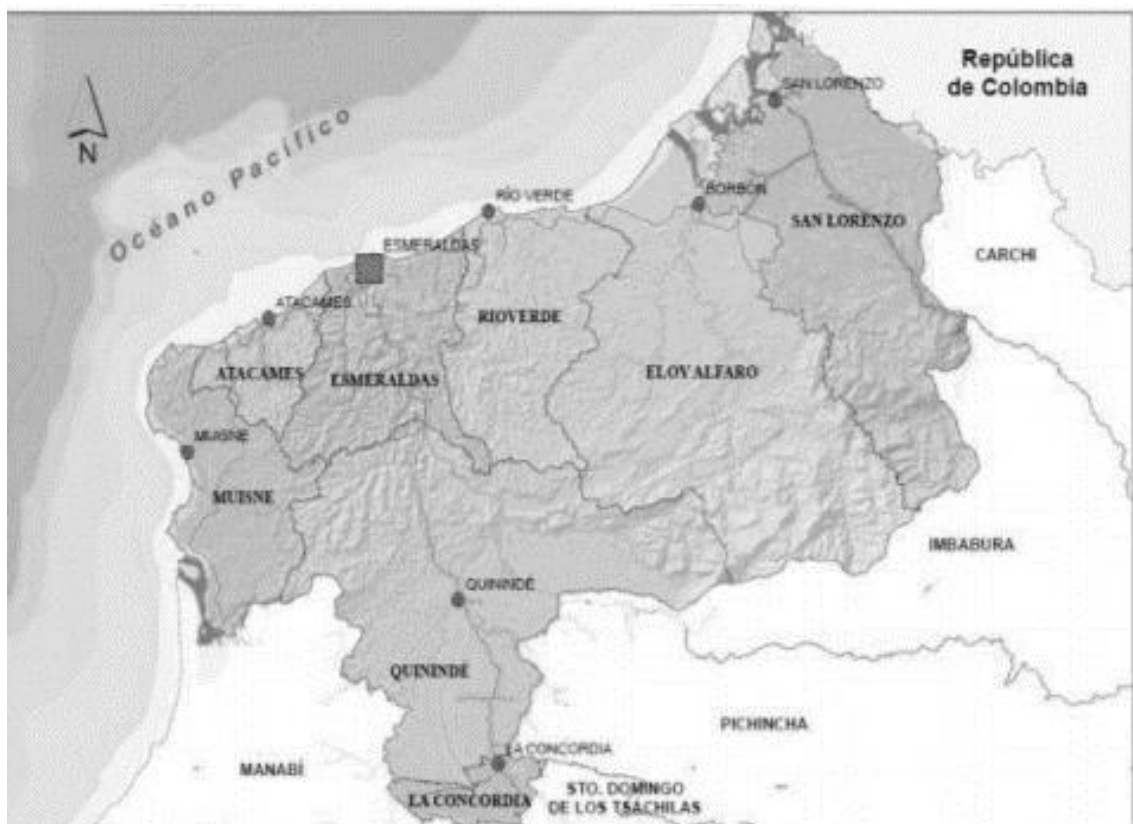 República
de Colombia
SAN LORENZO
Océano Pacífico
N
RÍO VERDE
BORBÓN
SAN LORENZO
CARCHI
ESMERALDAS
ATACAMES
RIOVERDE
ATACAMES
ESMERALDAS
ELOY ALFARO
MUISNE
MUISNE
IMBABURA
QUININDÉ
QUININDÉ
PICHINCHA
LA CONCORDIA
MANABÍ
LA CONCORDIA
STO. DOMINGO
DE LOS TSÁCHILAS